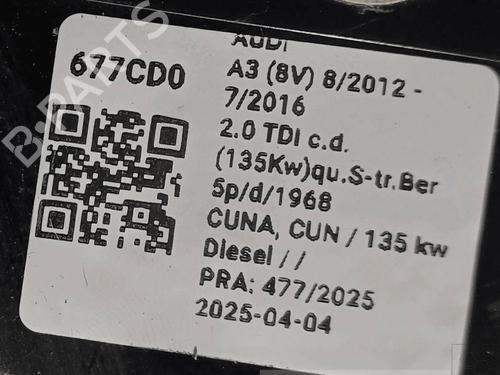 AUDI
677CD0
A3 (8V) 8/2012 -
7/2016
2.0 TDI c.d.
(135Kw)qu.S-tr.Ber
5p/d/1968
CUNA, CUN / 135 kw
Diesel / /
PRA: 477/2025
2025-04-04
B-PARTS